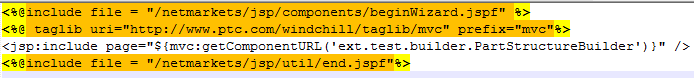 <%@include file = "/netmarkets/jsp/components/beginWizard.jspf" %>
<%@ taglib uri="http://www.ptc.com/windchill/taglib/mvc" prefix="mvc"%>
<jsp:include page="${mvc:getComponentURL('ext.test.builder.PartStructureBuilder')}" />
<%@include file = "/netmarkets/jsp/util/end.jspf"%>